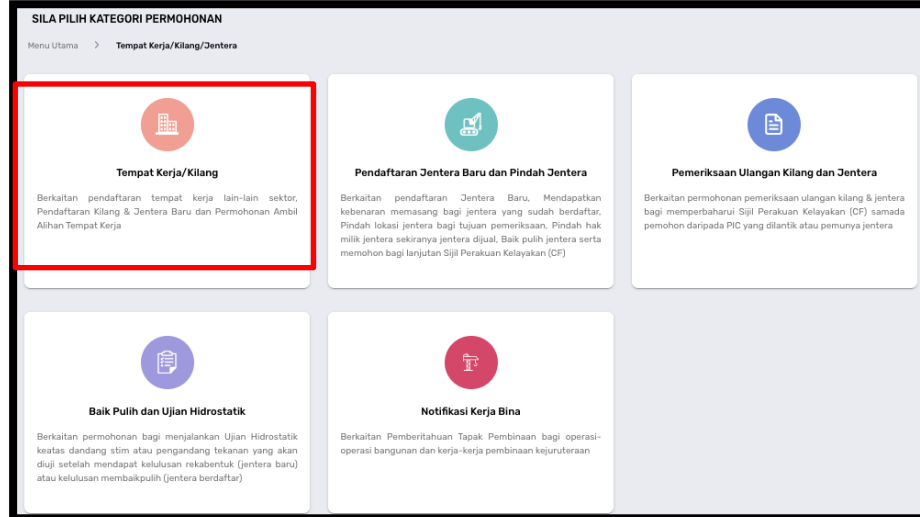 SILA PILIH KATEGORI PERMOHONAN
Menu Utama > Tempat Kerja/Kilang/Jentera
Tempat Kerja/Kilang
Berkaitan pendaftaran tempat kerja lain-lain sektor,
Pendaftaran Kilang & Jentera Baru dan Permohonan Ambil
Alihan Tempat Kerja
Pendaftaran Jentera Baru dan Pindah Jentera
Berkaitan pendaftaran Jentera Baru, Mendapatkan
kebenaran memasang bagi jentera yang sudah berdaftar,
Pindah lokasi jentera bagi tujuan pemeriksaan, Pindah hak
milik jentera sekiranya jentera dijual, Baik pulih jentera serta
memohon bagi lanjutan Sijil Perakuan Kelayakan (CF)
Pemeriksaan Ulangan Kilang dan Jentera
Berkaitan permohonan pemeriksaan ulangan kilang & jentera
bagi memperbaharui Sijil Perakuan Kelayakan (CF) samada
pemohon daripada PIC yang dilantik atau pemunya jentera
Baik Pulih dan Ujian Hidrostatik
Berkaitan permohonan bagi menjalankan Ujian Hidrostatik
keatas dandang stim atau pengandang tekanan yang akan
diuji setelah mendapat kelulusan rekabentuk (jentera baru)
atau kelulusan membaikpulih (jentera berdaftar)
Notifikasi Kerja Bina
Berkaitan Pemberitahuan Tapak Pembinaan bagi operasi-
operasi bangunan dan kerja-kerja pembinaan kejuruteraan